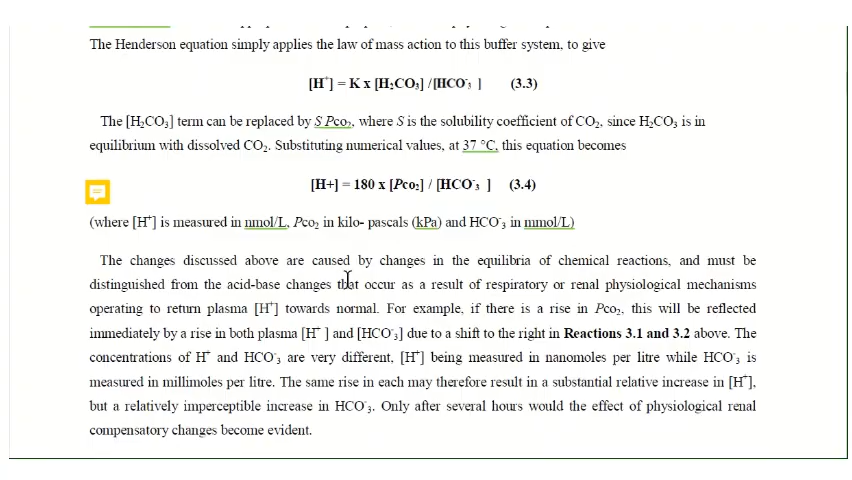 The Henderson equation simply applies the law of mass action to this buffer system, to give
[H⁺] = K x [H₂CO₃] /[HCO⁻₃ ] (3.3)
The [H₂CO₃] term can be replaced by S Pco₂, where S is the solubility coefficient of CO₂, since H₂CO₃ is in
equilibrium with dissolved CO₂. Substituting numerical values, at 37 °C, this equation becomes
[H+] = 180 x [Pco₂] / [HCO⁻₃ ] (3.4)
(where [H⁺] is measured in nmol/L, Pco₂ in kilo- pascals (kPa) and HCO⁻₃ in mmol/L)
The changes discussed above are caused by changes in the equilibria of chemical reactions, and must be
distinguished from the acid-base changes that occur as a result of respiratory or renal physiological mechanisms
operating to return plasma [H⁺] towards normal. For example, if there is a rise in Pco₂, this will be reflected
immediately by a rise in both plasma [H⁺ ] and [HCO⁻₃] due to a shift to the right in Reactions 3.1 and 3.2 above. The
concentrations of H⁺ and HCO⁻₃ are very different, [H⁺] being measured in nanomoles per litre while HCO⁻₃ is
measured in millimoles per litre. The same rise in each may therefore result in a substantial relative increase in [H⁺],
but a relatively imperceptible increase in HCO⁻₃. Only after several hours would the effect of physiological renal
compensatory changes become evident.